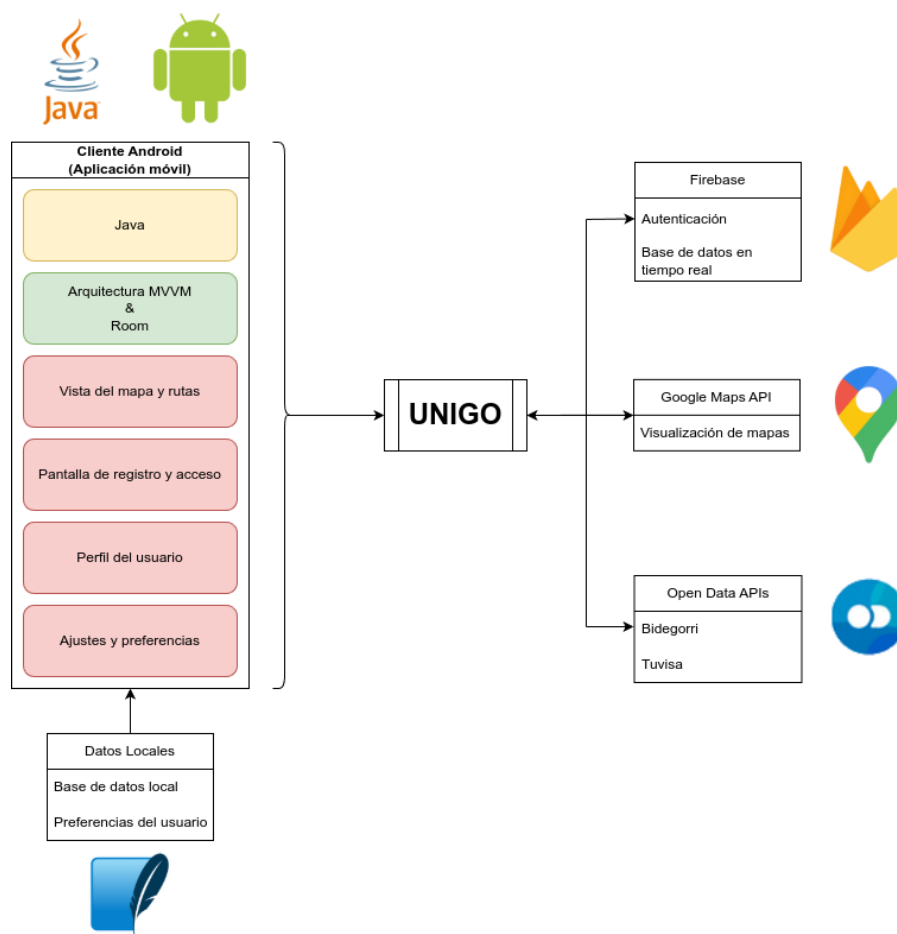 Java
Cliente Android
(Aplicación móvil)
Java
Arquitectura MVVM
&
Room
Vista del mapa y rutas
Pantalla de registro y acceso
Perfil del usuario
Ajustes y preferencias
Datos Locales
Base de datos local
Preferencias del usuario
UNIGO
Firebase
Autenticación
Base de datos en
tiempo real
Google Maps API
Visualización de mapas
Open Data APIs
Bidegorri
Tuvisa